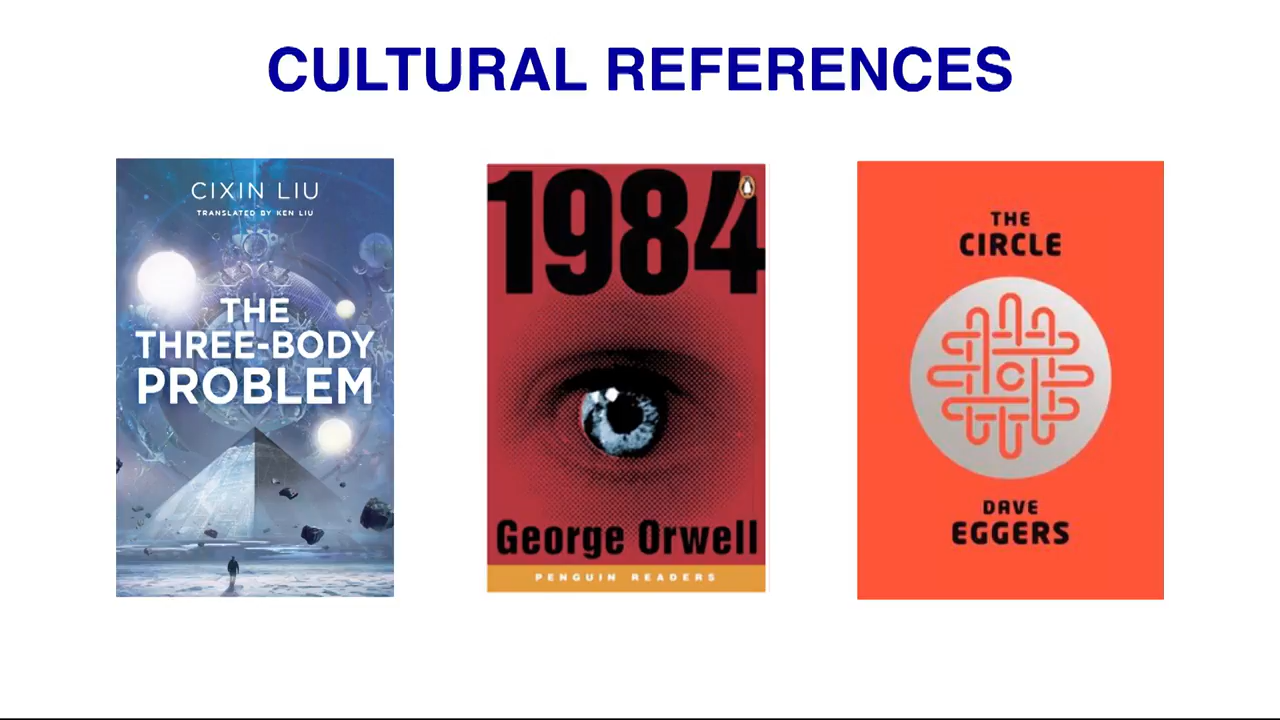 CULTURAL REFERENCES
CIXIN LIU
TRANSLATED BY KEN LIU
THE
THREE-BODY
PROBLEM
1984
George Orwell
PENGUIN READERS
THE
CIRCLE
C
DAVE
EGGERS